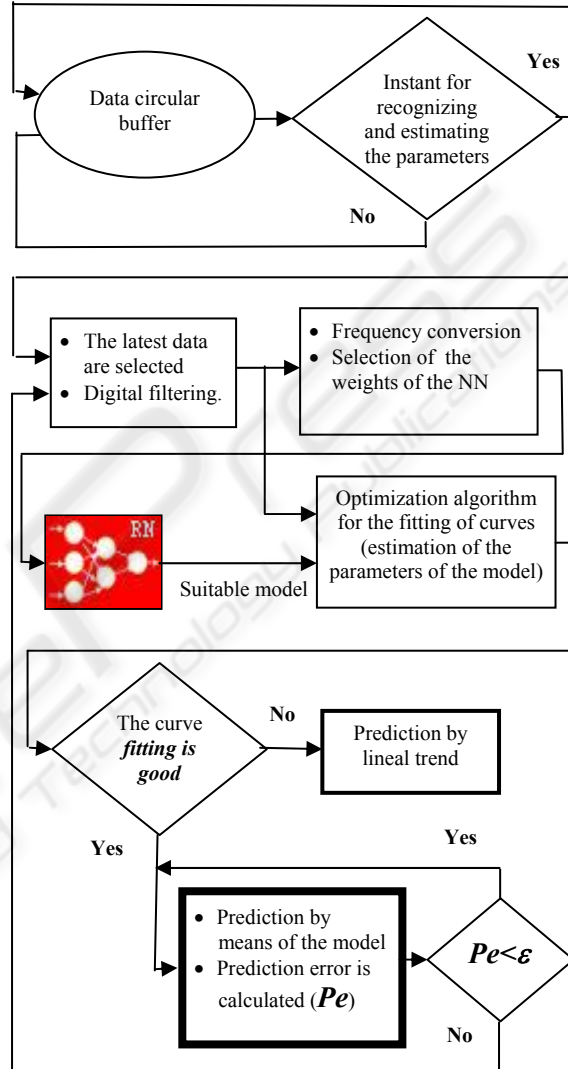 Yes
Data circular
buffer
Instant for
recognizing
and estimating
the parameters
No
• The latest data
are selected
• Digital filtering.
• Frequency conversion
• Selection of the
weights of the NN
RN
Suitable model
Optimization algorithm
for the fitting of curves
(estimation of the
parameters of the model)
The curve
fitting is
good
No
Prediction by
lineal trend
Yes
Yes
• Prediction by
means of the model
• Prediction error is
calculated (Pe)
Pe<ε
No